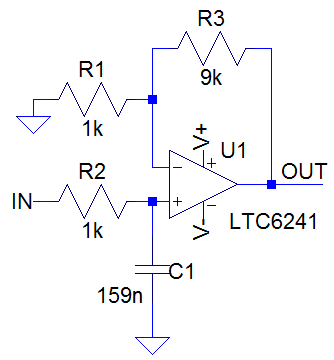 R3
9k
R1
1k
V+
U1
+
−
+
−
V-
OUT
LTC6241
R2
1k
IN
C1
159n